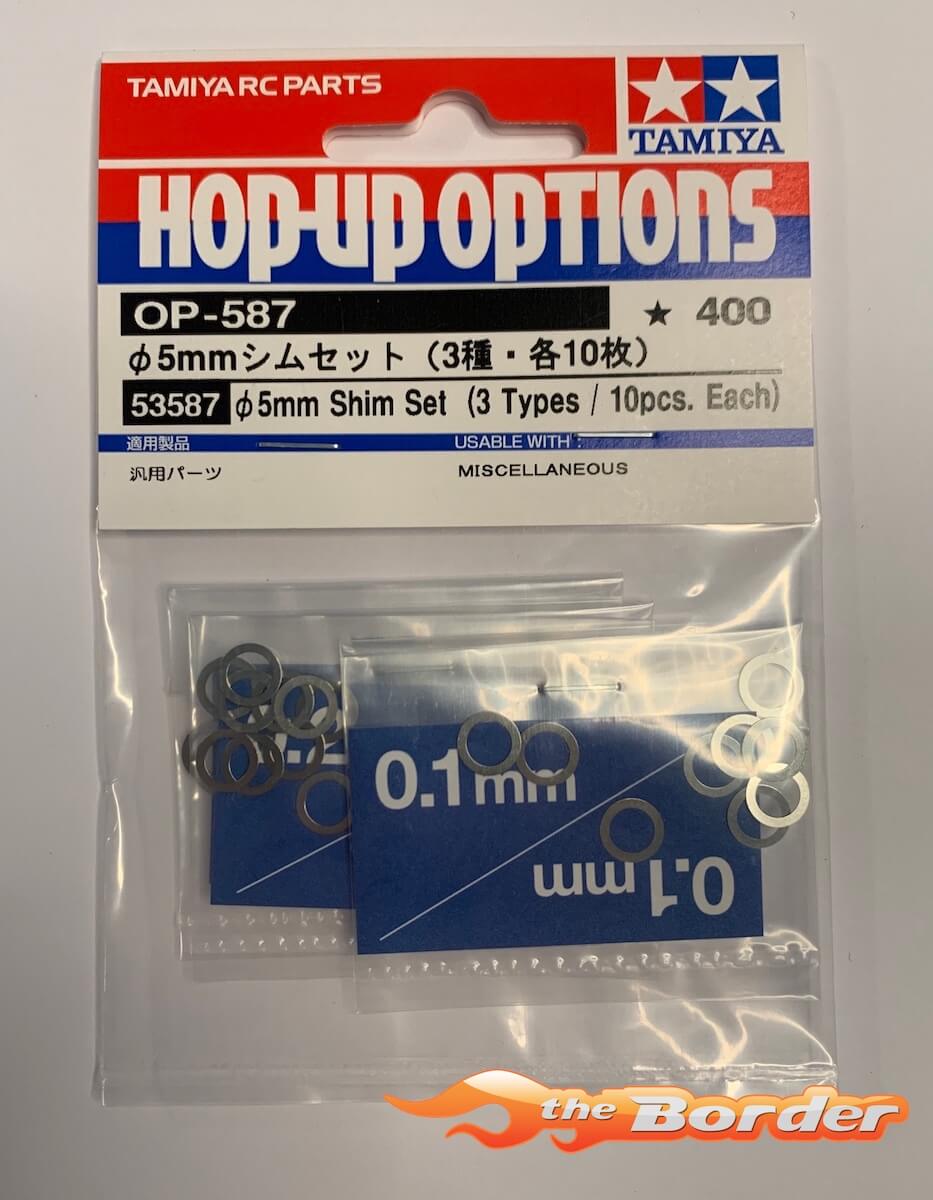 TAMIYA RC PARTS
TAMIYA
HOP-UP OPTIONS
OP-587
★ 400
φ5mmシムセット（3種・各10枚）
53587 φ5mm Shim Set (3 Types / 10pcs. Each)
適用製品
USABLE WITH :
汎用パーツ
MISCELLANEOUS
0.1mm
0.1mm
the Border